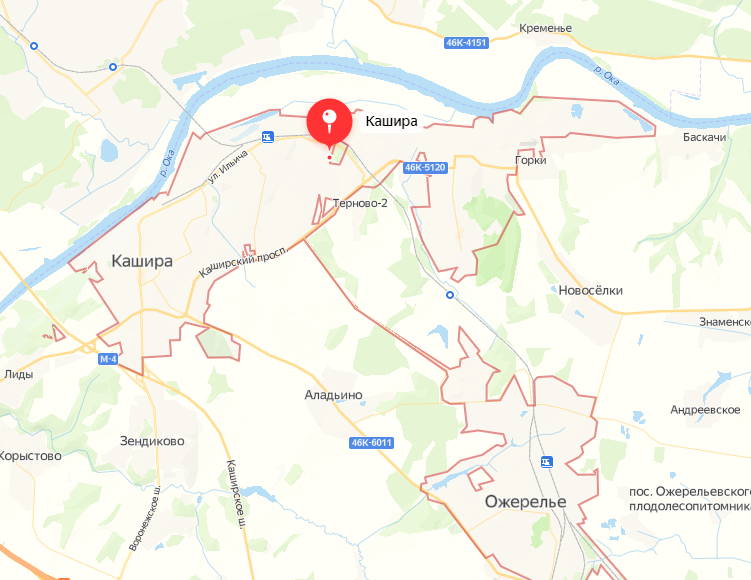 Кременье
46К-4151
р. Ока
Кашира
Баскачи
р. Ока
ул. Ильича
46К-5120
Горки
Терново-2
Кашира
Каширский просп.
Новосёлки
Знаменск
М-4
Лиды
Аладьино
Андреевское
Зендиково
46К-6011
Корыстово
Каширское ш.
Воронежское ш.
Ожерелье
пос. Ожерельевского
плодолесопитомника